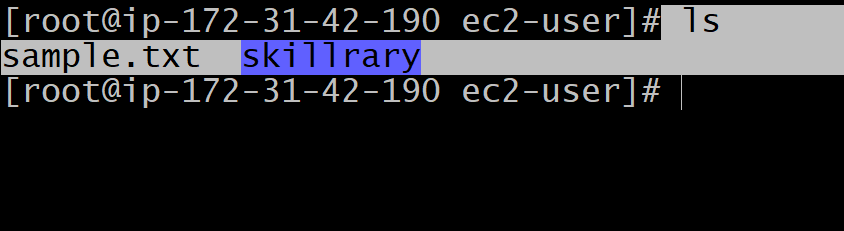 [root@ip-172-31-42-190 ec2-user]# ls
sample.txt  skillrary
[root@ip-172-31-42-190 ec2-user]#